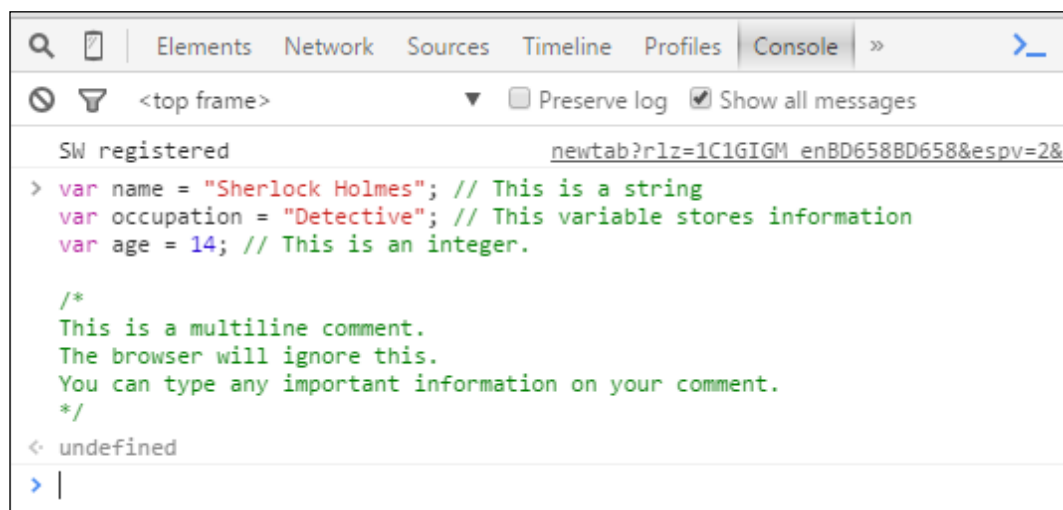 Elements Network Sources Timeline Profiles Console »
<top frame> ▼ Preserve log Show all messages
SW registered newtab?rlz=1C1GIGM_enBD658BD658&espv=2&
> var name = "Sherlock Holmes"; // This is a string
var occupation = "Detective"; // This variable stores information
var age = 14; // This is an integer.
/*
This is a multiline comment.
The browser will ignore this.
You can type any important information on your comment.
*/
undefined
>